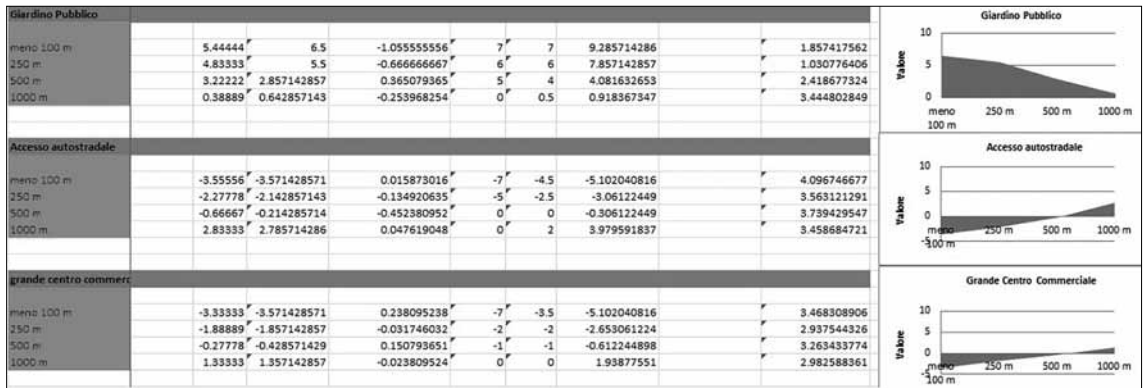 Giardino Pubblico
meno 100 m 5.44444 6.5 -1.055555556 7 7 9.285714286 1.857417562
250 m 4.83333 5.5 -0.666666667 6 6 7.857142857 1.030776406
500 m 3.22222 2.857142857 0.365079365 5 4 4.081632653 2.418677324
1000 m 0.38889 0.642857143 -0.253968254 0 0.5 0.918367347 3.444802849
Giardino Pubblico
Valore
10
5
0
meno 100 m 250 m 500 m 1000 m
Accesso autostradale
meno 100 m -3.55556 -3.571428571 0.015873016 -7 -4.5 -5.102040816 4.096746677
250 m -2.27778 -2.142857143 -0.134920635 -5 -2.5 -3.06122449 3.563121291
500 m -0.66667 -0.214285714 -0.452380952 0 0 -0.306122449 3.739429547
1000 m 2.83333 2.785714286 0.047619048 0 2 3.979591837 3.458684721
Accesso autostradale
Valore
10
5
0
-5
meno 100 m 250 m 500 m 1000 m
grande centro commerc
meno 100 m -3.33333 -3.571428571 0.238095238 -7 -3.5 -5.102040816 3.468308906
250 m -1.88889 -1.857142857 -0.031746032 -2 -2 -2.653061224 2.937544326
500 m -0.27778 -0.428571429 0.150793651 -1 -1 -0.612244898 3.263433774
1000 m 1.33333 1.357142857 -0.023809524 0 0 1.93877551 2.982588361
Grande Centro Commerciale
Valore
10
5
0
-5
meno 100 m 250 m 500 m 1000 m